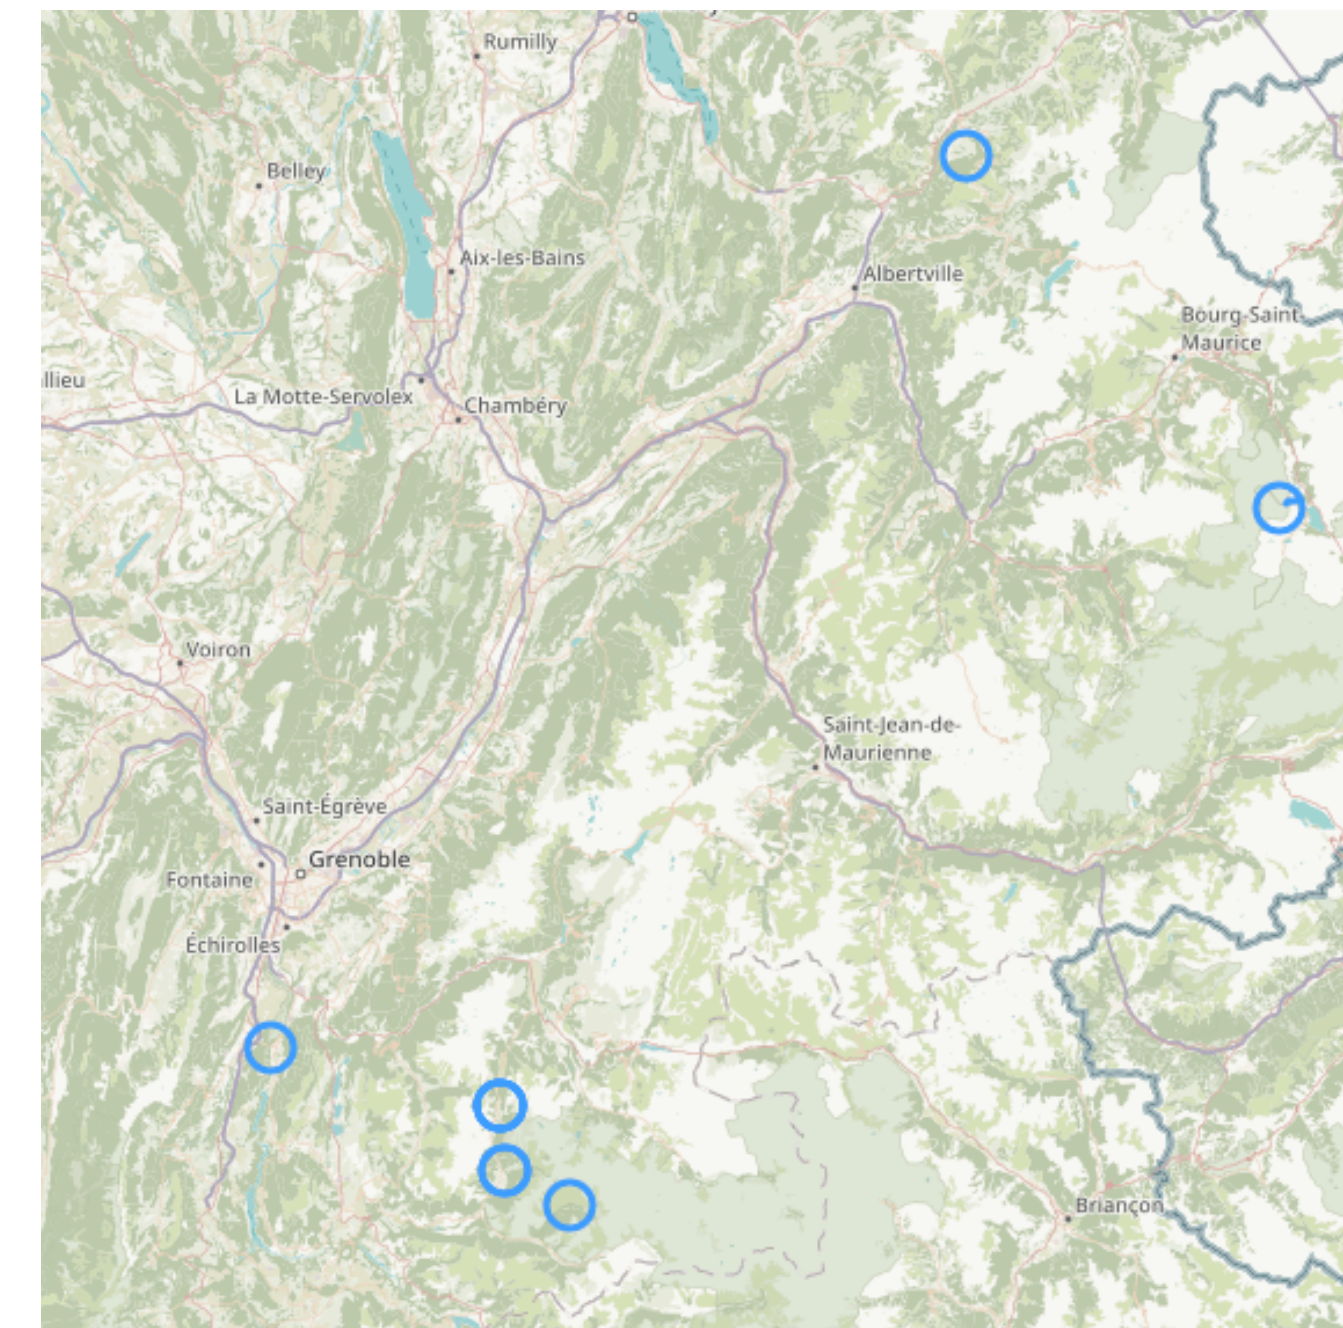 Rumilly
Belley
Aix-les-Bains
Albertville
Bourg-Saint-
Maurice
llieu
La Motte-Servolex
Chambéry
Voiron
Saint-Jean-de-
Maurienne
Saint-Égrève
Grenoble
Fontaine
Échirolles
Briançon